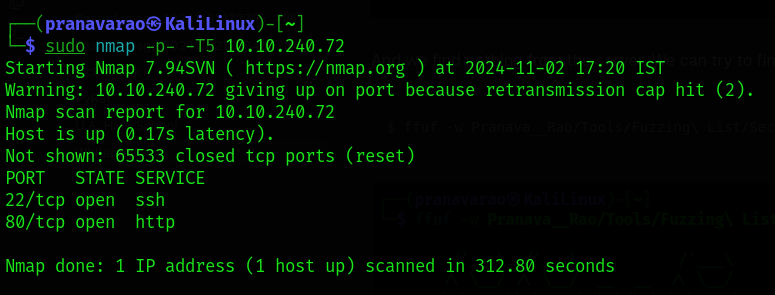 ┌──(pranavarao㉿KaliLinux)-[~]
└─$ sudo nmap -p- -T5 10.10.240.72
Starting Nmap 7.94SVN ( https://nmap.org ) at 2024-11-02 17:20 IST
Warning: 10.10.240.72 giving up on port because retransmission cap hit (2).
Nmap scan report for 10.10.240.72
Host is up (0.17s latency).
Not shown: 65533 closed tcp ports (reset)
PORT   STATE SERVICE
22/tcp open  ssh
80/tcp open  http
Nmap done: 1 IP address (1 host up) scanned in 312.80 seconds